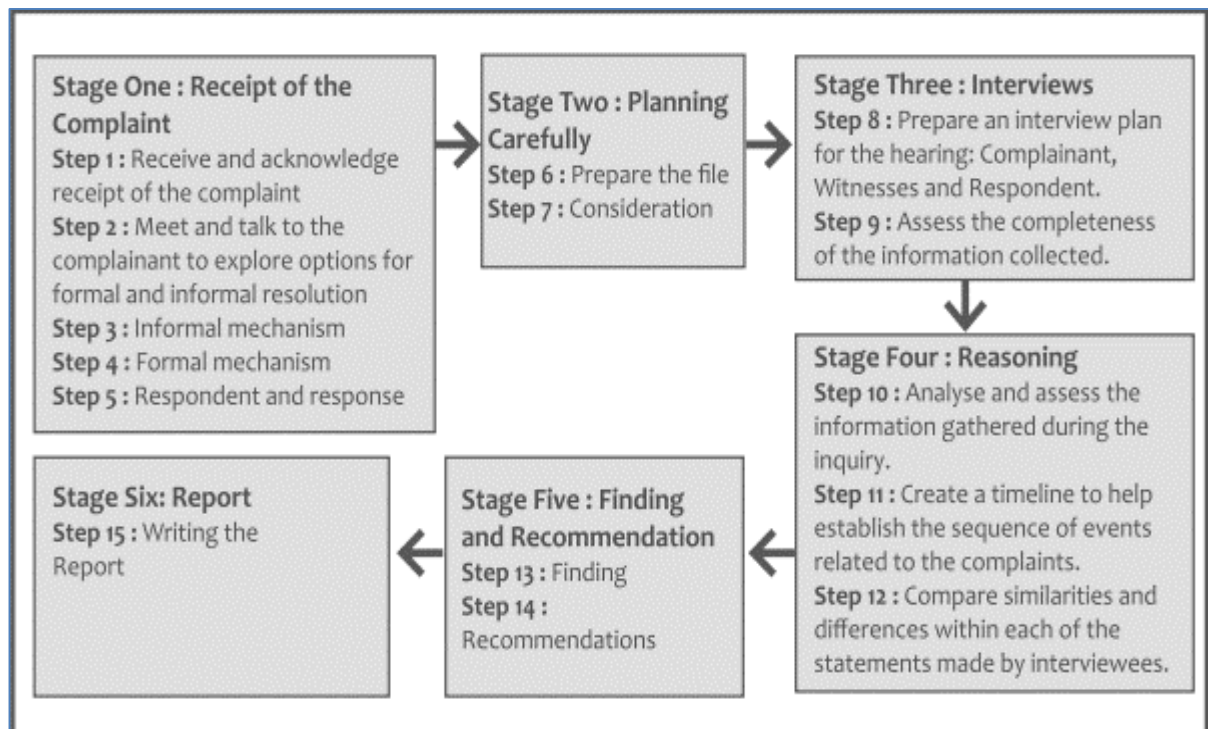 Stage One : Receipt of the
Complaint
Step 1 : Receive and acknowledge
receipt of the complaint
Step 2 : Meet and talk to the
complainant to explore options for
formal and informal resolution
Step 3 : Informal mechanism
Step 4 : Formal mechanism
Step 5 : Respondent and response
Stage Two : Planning
Carefully
Step 6 : Prepare the file
Step 7 : Consideration
Stage Three : Interviews
Step 8 : Prepare an interview plan
for the hearing: Complainant,
Witnesses and Respondent.
Step 9 : Assess the completeness
of the information collected.
Stage Four : Reasoning
Step 10 : Analyse and assess the
information gathered during the
inquiry.
Step 11 : Create a timeline to help
establish the sequence of events
related to the complaints.
Step 12 : Compare similarities and
differences within each of the
statements made by interviewees.
Stage Five : Finding
and Recommendation
Step 13 : Finding
Step 14 :
Recommendations
Stage Six: Report
Step 15 : Writing the
Report